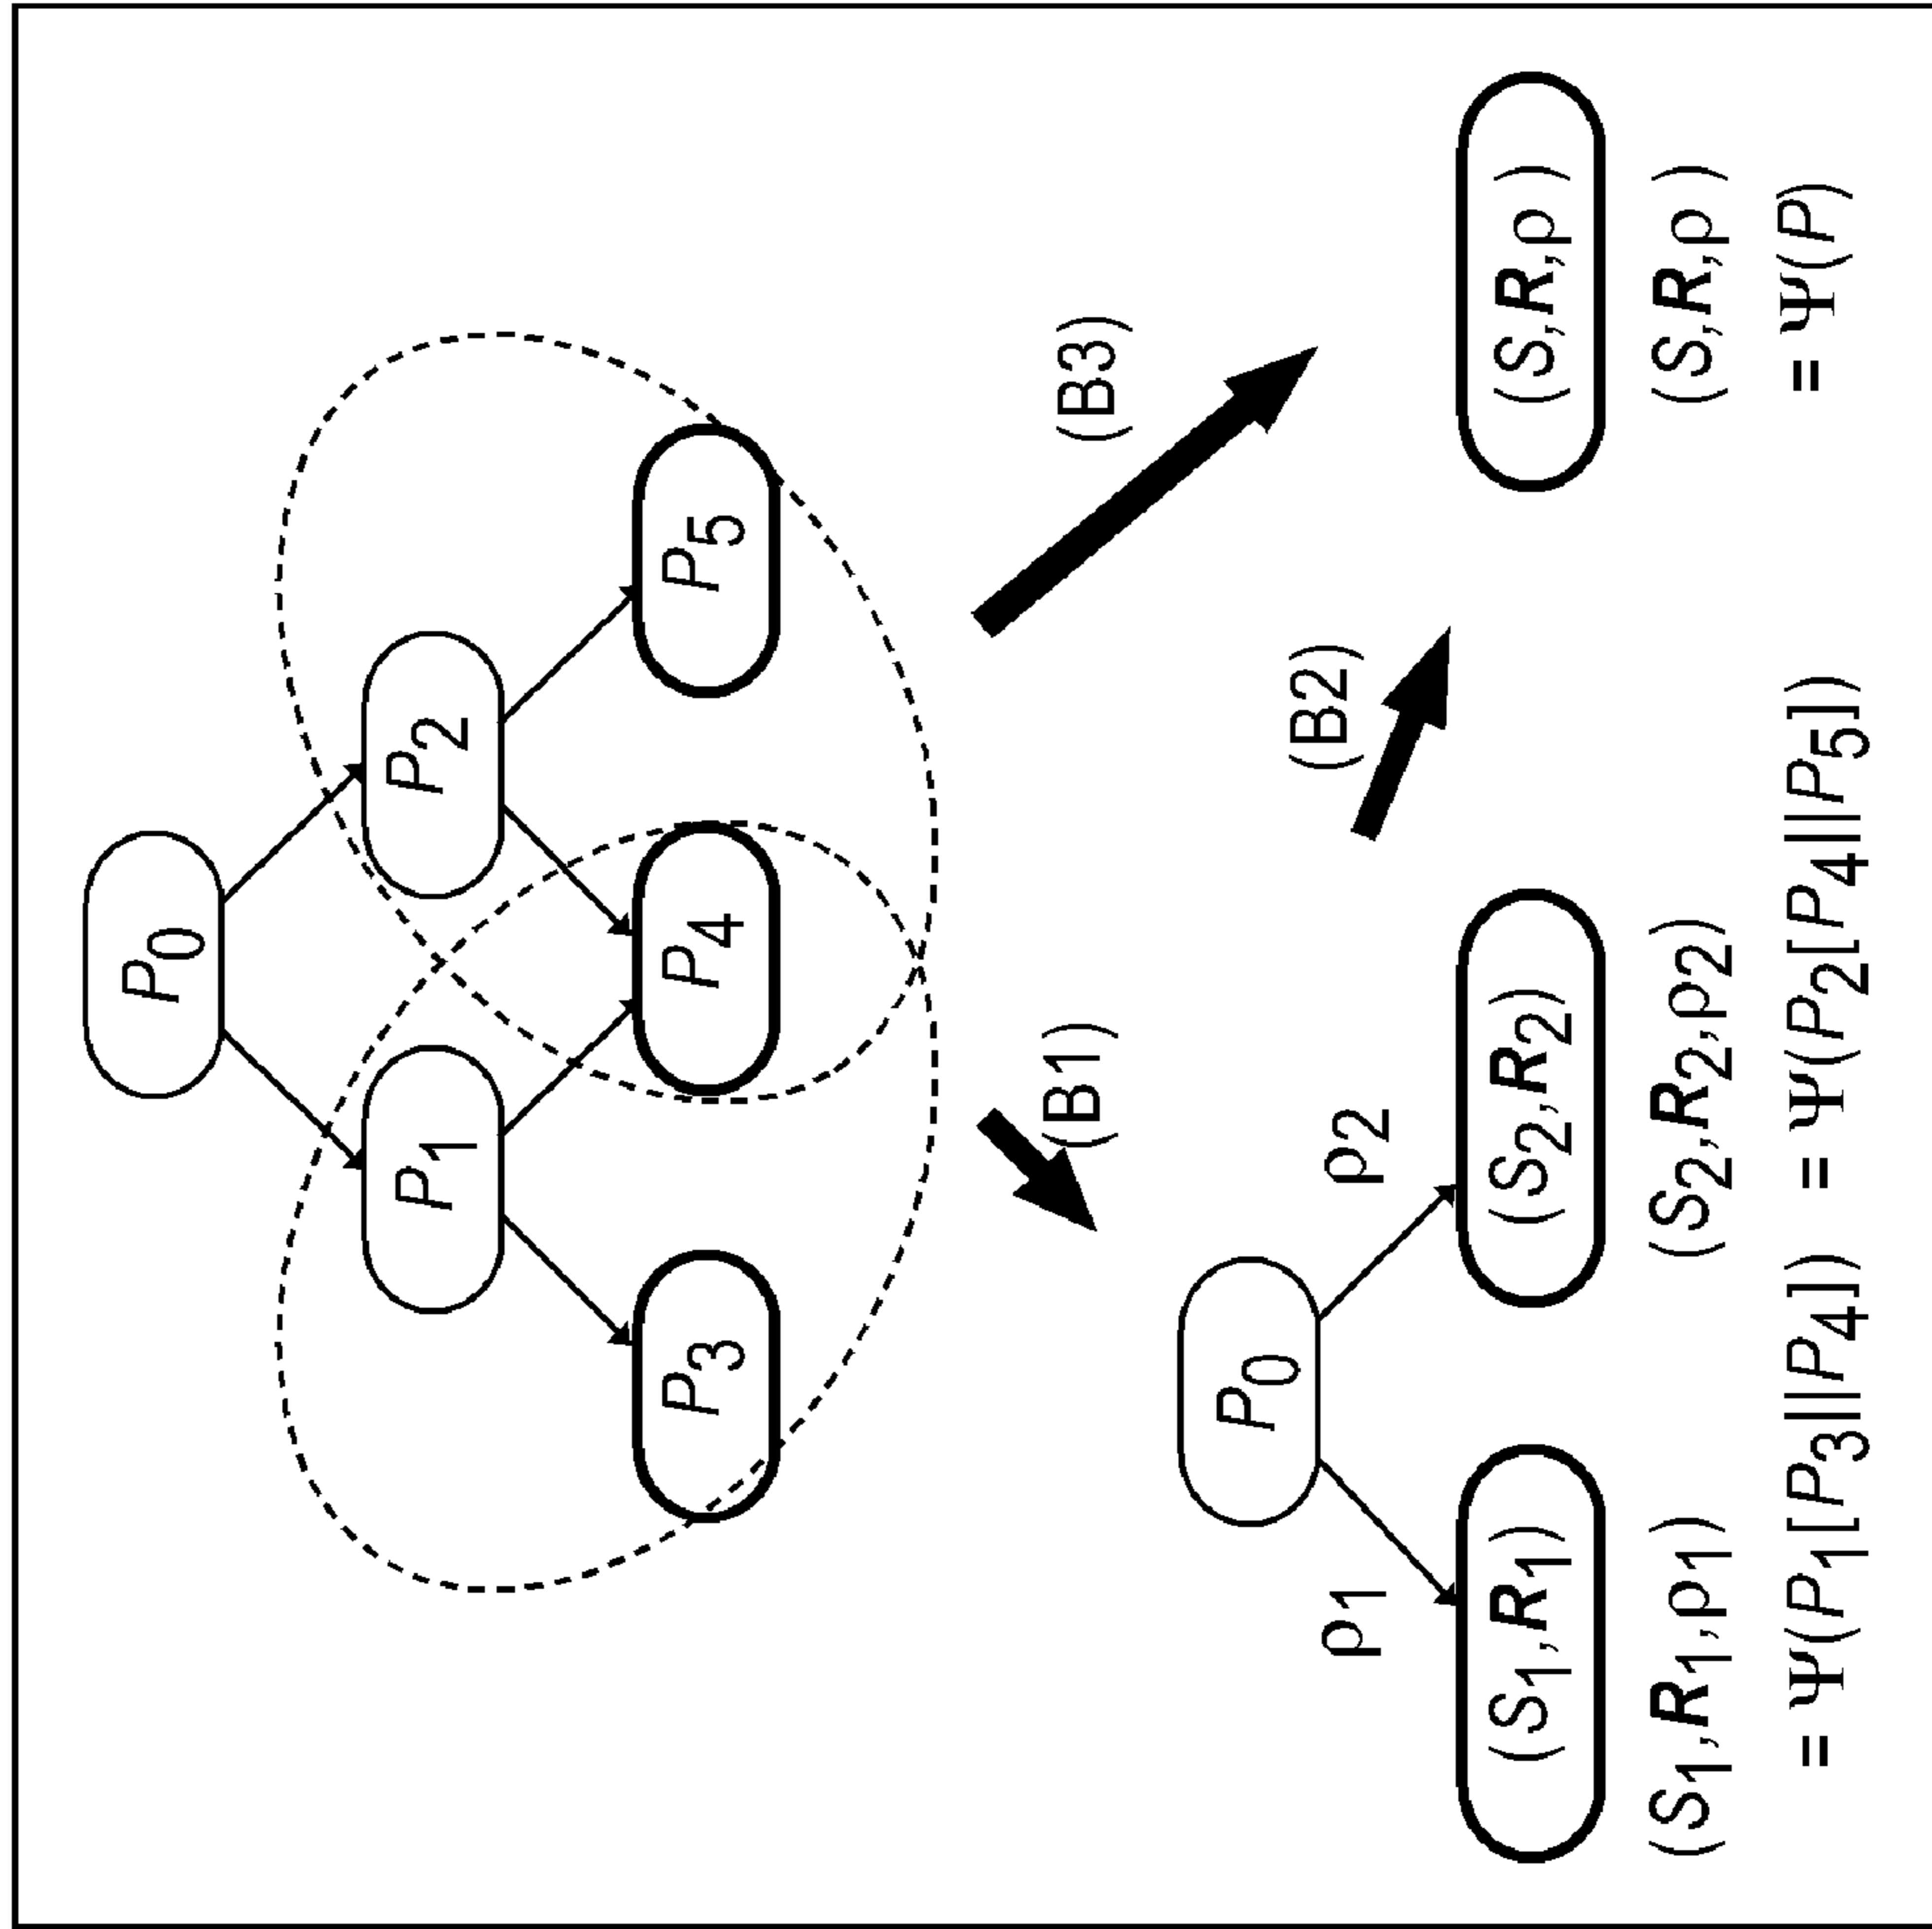 P0
P1
P2
P3
P4
P5
(B1)
(B3)
P0
(B2)
ρ1
ρ2
(S1,R1)
(S2,R2)
(S,R,ρ)
(S1,R1,ρ1)
(S2,R2,ρ2)
(S,R,ρ)
= Ψ(P1[P3|||P4])
= Ψ(P2[P4|||P5])
= Ψ(P)